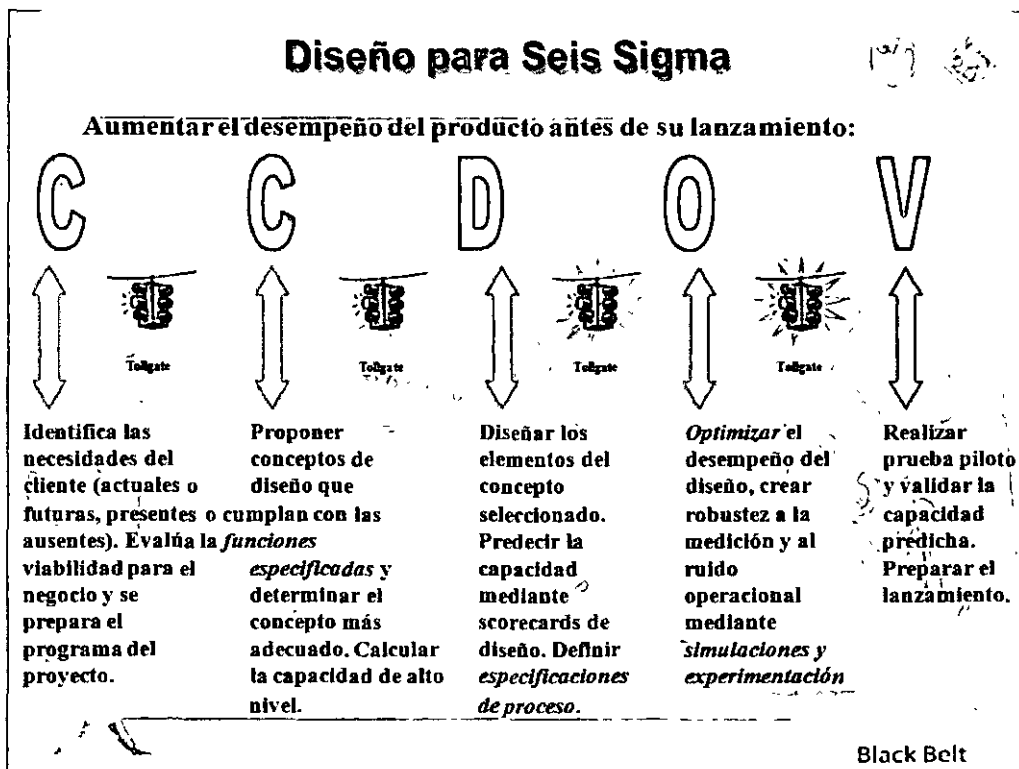 Diseño para Seis Sigma
Aumentar el desempeño del producto antes de su lanzamiento:
C C D O V
Tollgate Tollgate Tollgate Tollgate
Identifica las
necesidades del
cliente (actuales o
futuras, presentes o
ausentes). Evalúa la
viabilidad para el
negocio y se
prepara el
programa del
proyecto.
Proponer
conceptos de
diseño que
cumplan con las
funciones
especificadas y
determinar el
concepto más
adecuado. Calcular
la capacidad de alto
nivel.
Diseñar los
elementos del
concepto
seleccionado.
Predecir la
capacidad
mediante
scorecards de
diseño. Definir
especificaciones
de proceso.
Optimizar el
desempeño del
diseño, crear
robustez a la
medición y al
ruido
operacional
mediante
simulaciones y
experimentación
Realizar
prueba piloto
y validar la
capacidad
predicha.
Preparar el
lanzamiento.
Black Belt